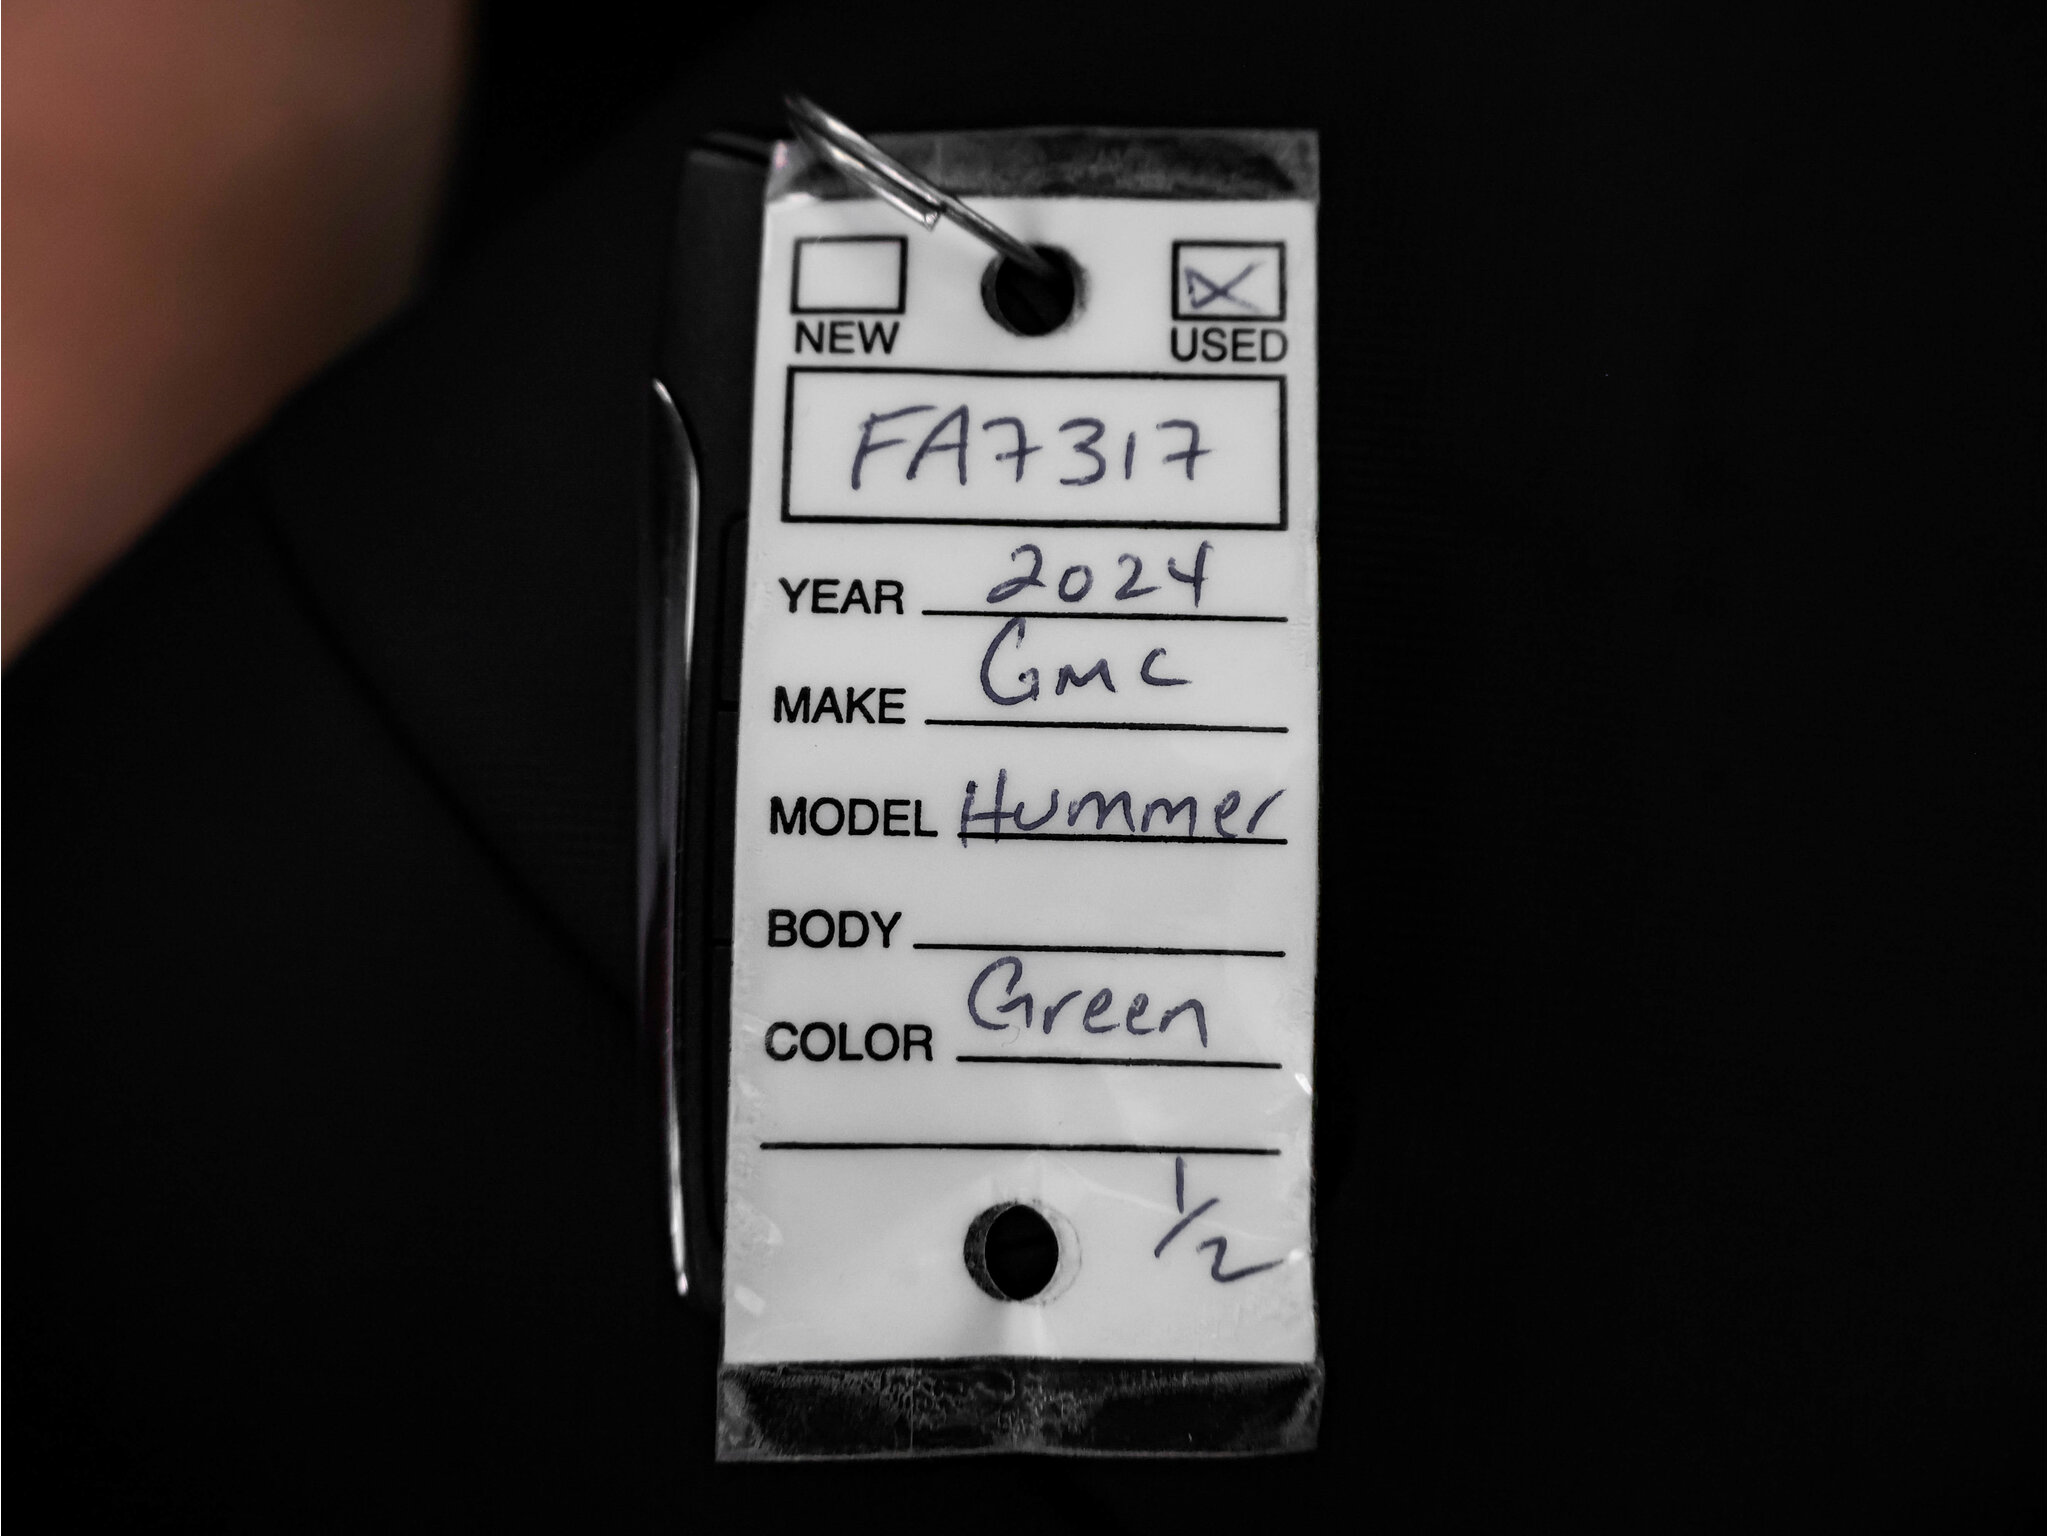 NEW USED
FA7317
YEAR 2024
MAKE GMC
MODEL Hummer
BODY
COLOR Green
1/2